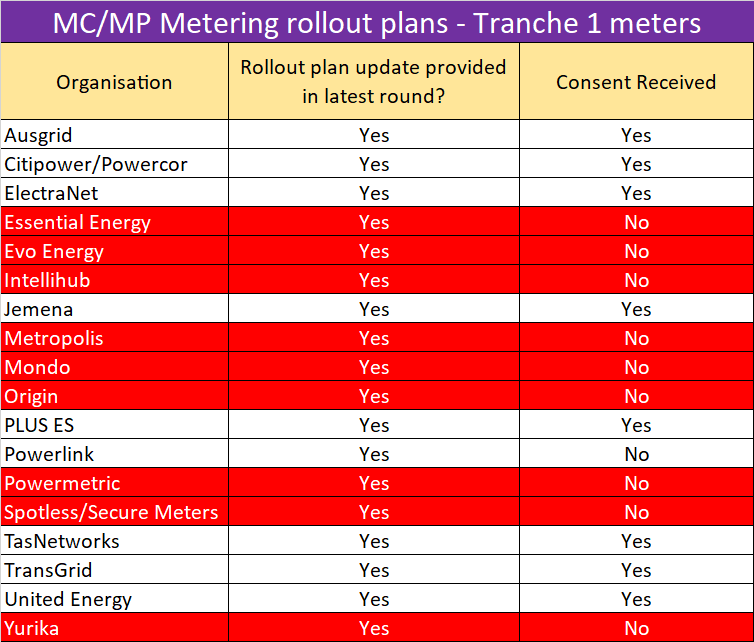 MC/MP Metering rollout plans - Tranche 1 meters
Organisation Rollout plan update provided in latest round? Consent Received
Ausgrid Yes Yes
Citipower/Powercor Yes Yes
ElectraNet Yes Yes
Essential Energy Yes No
Evo Energy Yes No
Intellihub Yes No
Jemena Yes Yes
Metropolis Yes No
Mondo Yes No
Origin Yes No
PLUS ES Yes Yes
Powerlink Yes No
Powermetric Yes No
Spotless/Secure Meters Yes No
TasNetworks Yes Yes
TransGrid Yes Yes
United Energy Yes Yes
Yurika Yes No